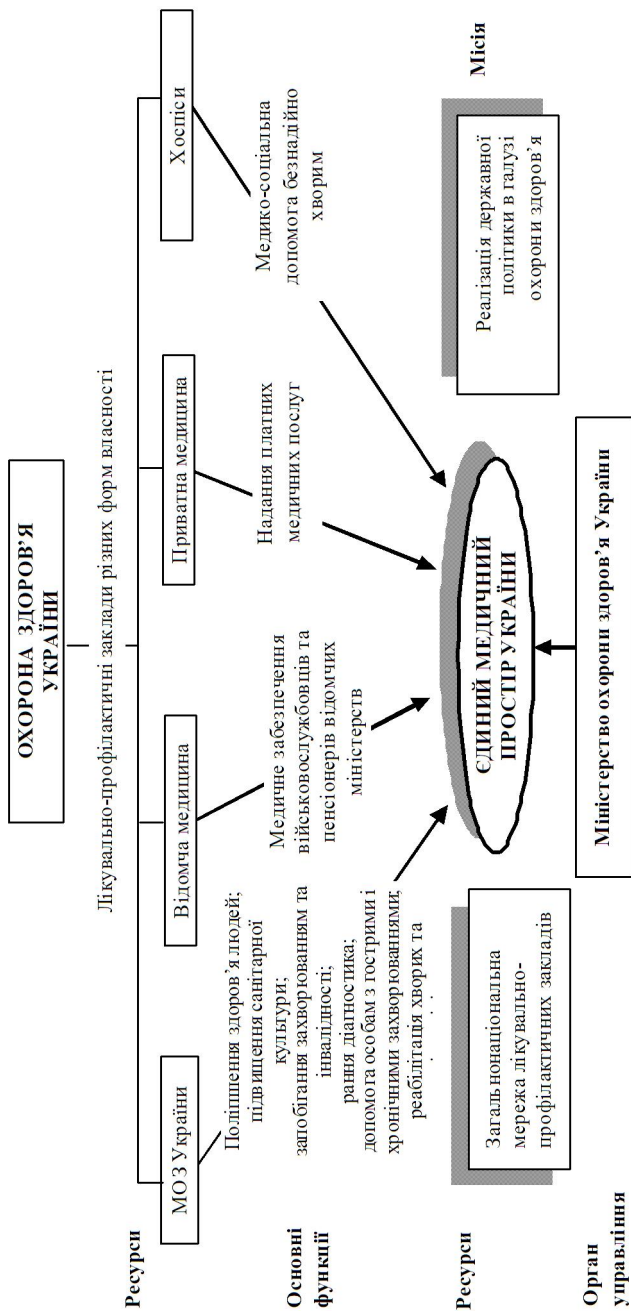 ОХОРОНА ЗДОРОВ'Я
УКРАЇНИ
Лікувально-профілактичні заклади різних форм власності
Ресурси
МОЗ України
Відомча медицина
Приватна медицина
Хоспіси
Основні
функції
Поліпшення здоров'я людей;
підвищення санітарної
культури;
запобігання захворюванням та
інвалідності;
рання діагностика;
допомога особам з гострими і
хронічними захворюваннями;
реабілітація хворих та
Медичне забезпечення
військовослужбовців та
пенсіонерів відомчих
міністерств
Надання платних
медичних послуг
Медико-соціальна
допомога безнадійно
хворим
Ресурси
Загальнонаціональна
мережа лікувально-
профілактичних закладів
ЄДИНИЙ МЕДИЧНИЙ
ПРОСТІР УКРАЇНИ
Реалізація державної
політики в галузі
охорони здоров'я
Місія
Орган
управління
Міністерство охорони здоров'я України